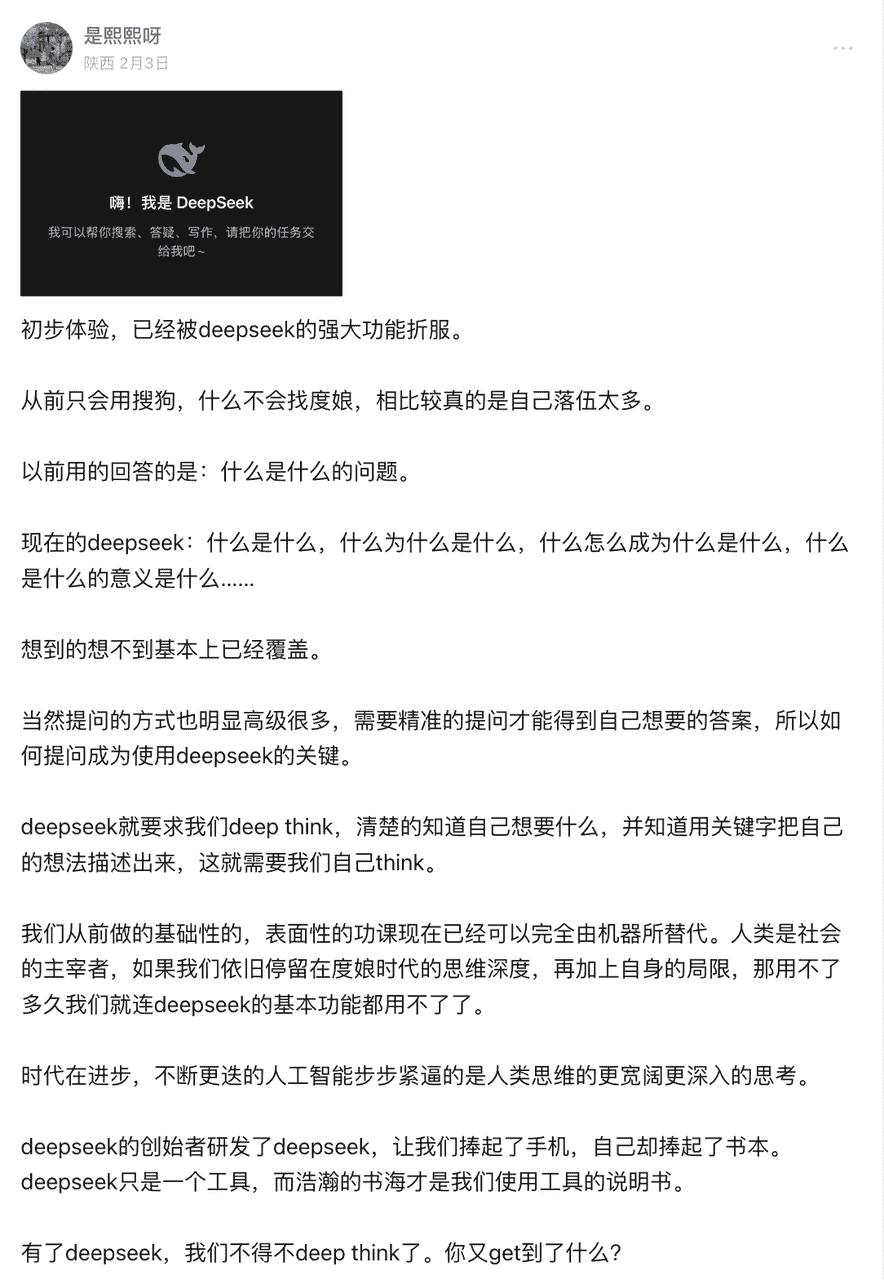 是熙熙呀
陕西 2月3日
嗨！我是 DeepSeek
我可以帮你搜索、答疑、写作，请把你的任务交
给我吧～
初步体验，已经被deepseek的强大功能折服。
从前只会用搜狗，什么不会找度娘，相比较真的是自己落伍太多。
以前用的回答的是：什么是什么的问题。
现在的deepseek：什么是什么，什么为什么是什么，什么怎么成为什么是什么，什么
是什么的意义是什么......
想到的想不到基本上已经覆盖。
当然提问的方式也明显高级很多，需要精准的提问才能得到自己想要的答案，所以如
何提问成为使用deepseek的关键。
deepseek就要求我们deep think，清楚的知道自己想要什么，并知道用关键字把自己
的想法描述出来，这就需要我们自己think。
我们从前做的基础性的，表面性的功课现在已经可以完全由机器所替代。人类是社会
的主宰者，如果我们依旧停留在度娘时代的思维深度，再加上自身的局限，那用不了
多久我们就连deepseek的基本功能都用不了了。
时代在进步，不断更迭的人工智能步步紧逼的是人类思维的更宽阔更深入的思考。
deepseek的创始者研发了deepseek，让我们捧起了手机，自己却捧起了书本。
deepseek只是一个工具，而浩瀚的书海才是我们使用工具的说明书。
有了deepseek，我们不得不deep think了。你又get到了什么？